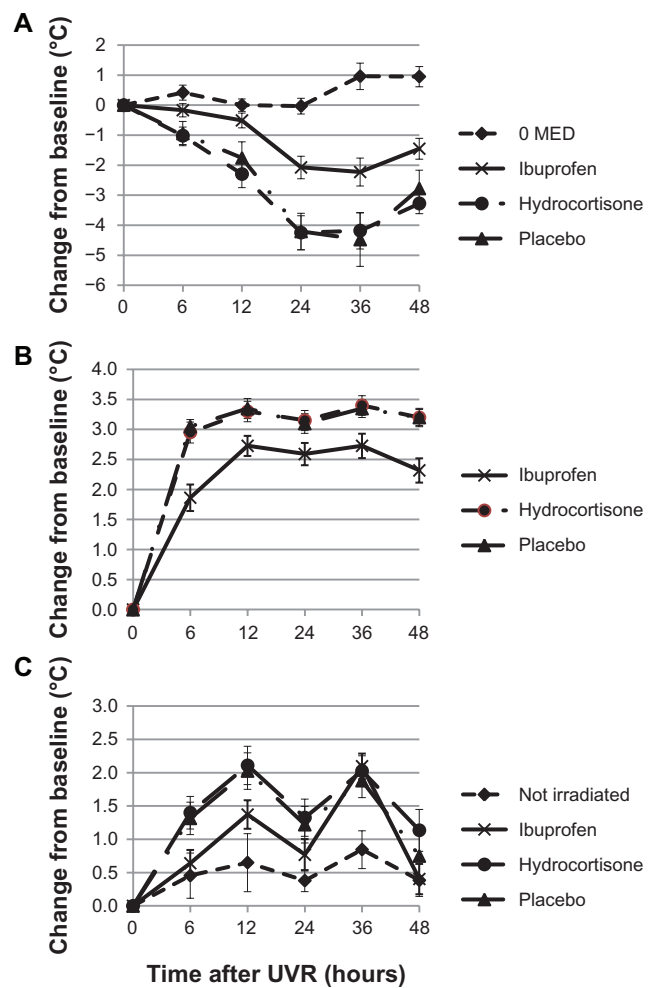 A
Change from baseline (°C)
2
1
0
−1
−2
−3
−4
−5
−6
0 6 12 24 36 48
0 MED
Ibuprofen
Hydrocortisone
Placebo
B
Change from baseline (°C)
4.0
3.5
3.0
2.5
2.0
1.5
1.0
0.5
0.0
0 6 12 24 36 48
Ibuprofen
Hydrocortisone
Placebo
C
Change from baseline (°C)
3.0
2.5
2.0
1.5
1.0
0.5
0.0
0 6 12 24 36 48
Not irradiated
Ibuprofen
Hydrocortisone
Placebo
Time after UVR (hours)